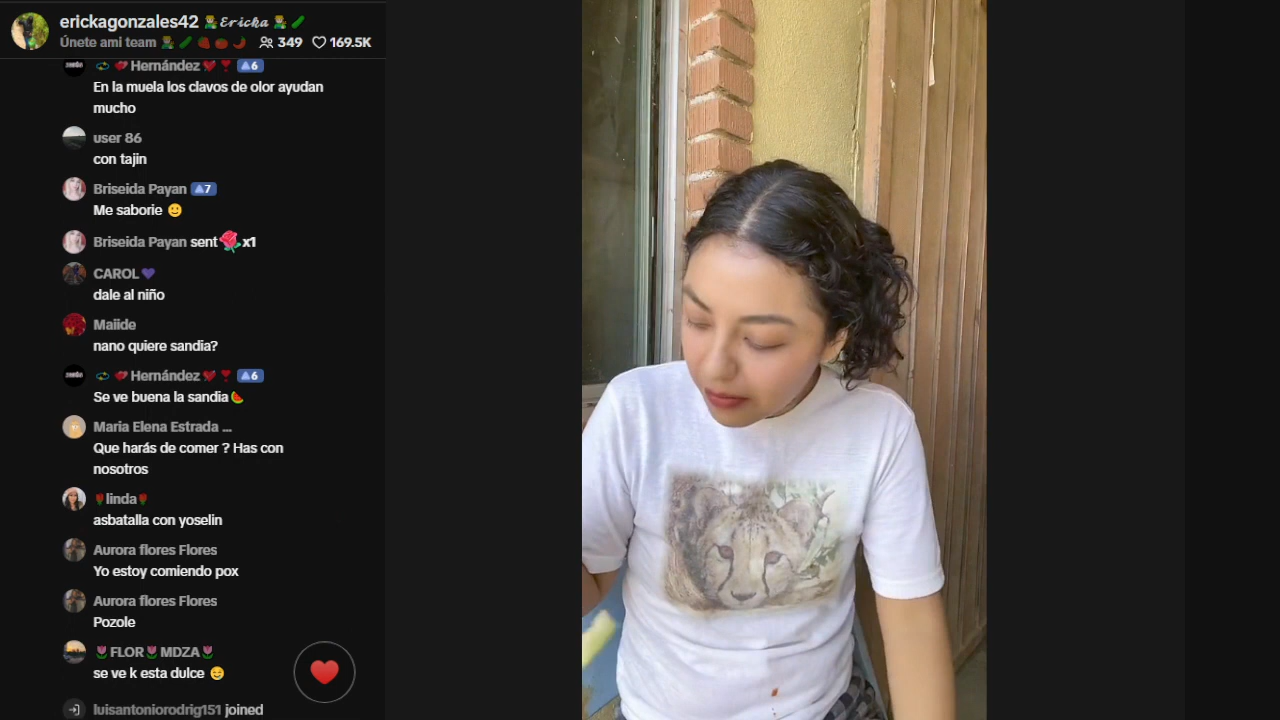 erickagonzales42 👨‍🌾𝓔𝓻𝓲𝓬𝓴𝓪👨‍🌾🥒
Únete ami team 👨‍🌾🥒🍓🍅🌶️ 349 169.5K
💫 💋 Hernández 💔 ❣️ 6
En la muela los clavos de olor ayudan
mucho
user 86
con tajin
Briseida Payan 7
Me saborie 🙂
Briseida Payan sent 🌹 x1
CAROL💜
dale al niño
Maiide
nano quiere sandia?
💫 💋 Hernández 💔 ❣️ 6
Se ve buena la sandia🍉
Maria Elena Estrada ...
Que harás de comer ? Has con
nosotros
🌹linda🌹
asbatalla con yoselin
Aurora flores Flores
Yo estoy comiendo pox
Aurora flores Flores
Pozole
🌷FLOR🌷MDZA🌷
se ve k esta dulce 😊
luisantoniorodrig151 joined